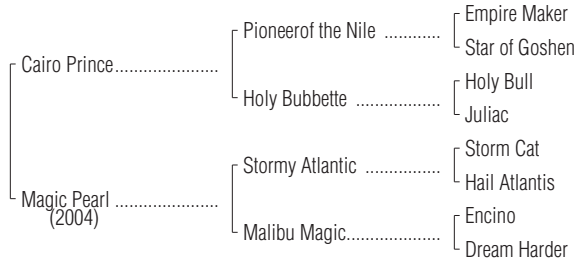 Empire Maker
Pioneerof the Nile ............
Star of Goshen
Cairo Prince......................
Holy Bull
Holy Bubbette ..................
Juliac
Storm Cat
Stormy Atlantic ................
Hail Atlantis
Magic Pearl ......................
(2004)
Encino
Malibu Magic....................
Dream Harder